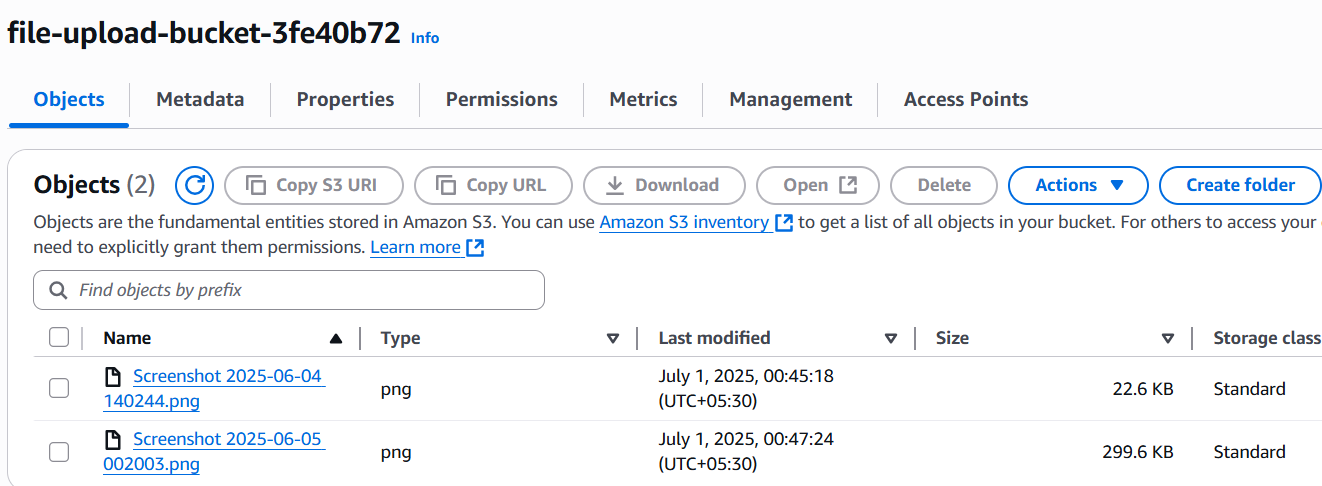 file-upload-bucket-3fe40b72 Info
Objects Metadata Properties Permissions Metrics Management Access Points
Objects (2) Copy S3 URI Copy URL Download Open Delete Actions Create folder
Objects are the fundamental entities stored in Amazon S3. You can use Amazon S3 inventory to get a list of all objects in your bucket. For others to access your
need to explicitly grant them permissions. Learn more
Find objects by prefix
Name Type Last modified Size Storage class
Screenshot 2025-06-04 png July 1, 2025, 00:45:18 22.6 KB Standard
140244.png (UTC+05:30)
Screenshot 2025-06-05 png July 1, 2025, 00:47:24 299.6 KB Standard
002003.png (UTC+05:30)